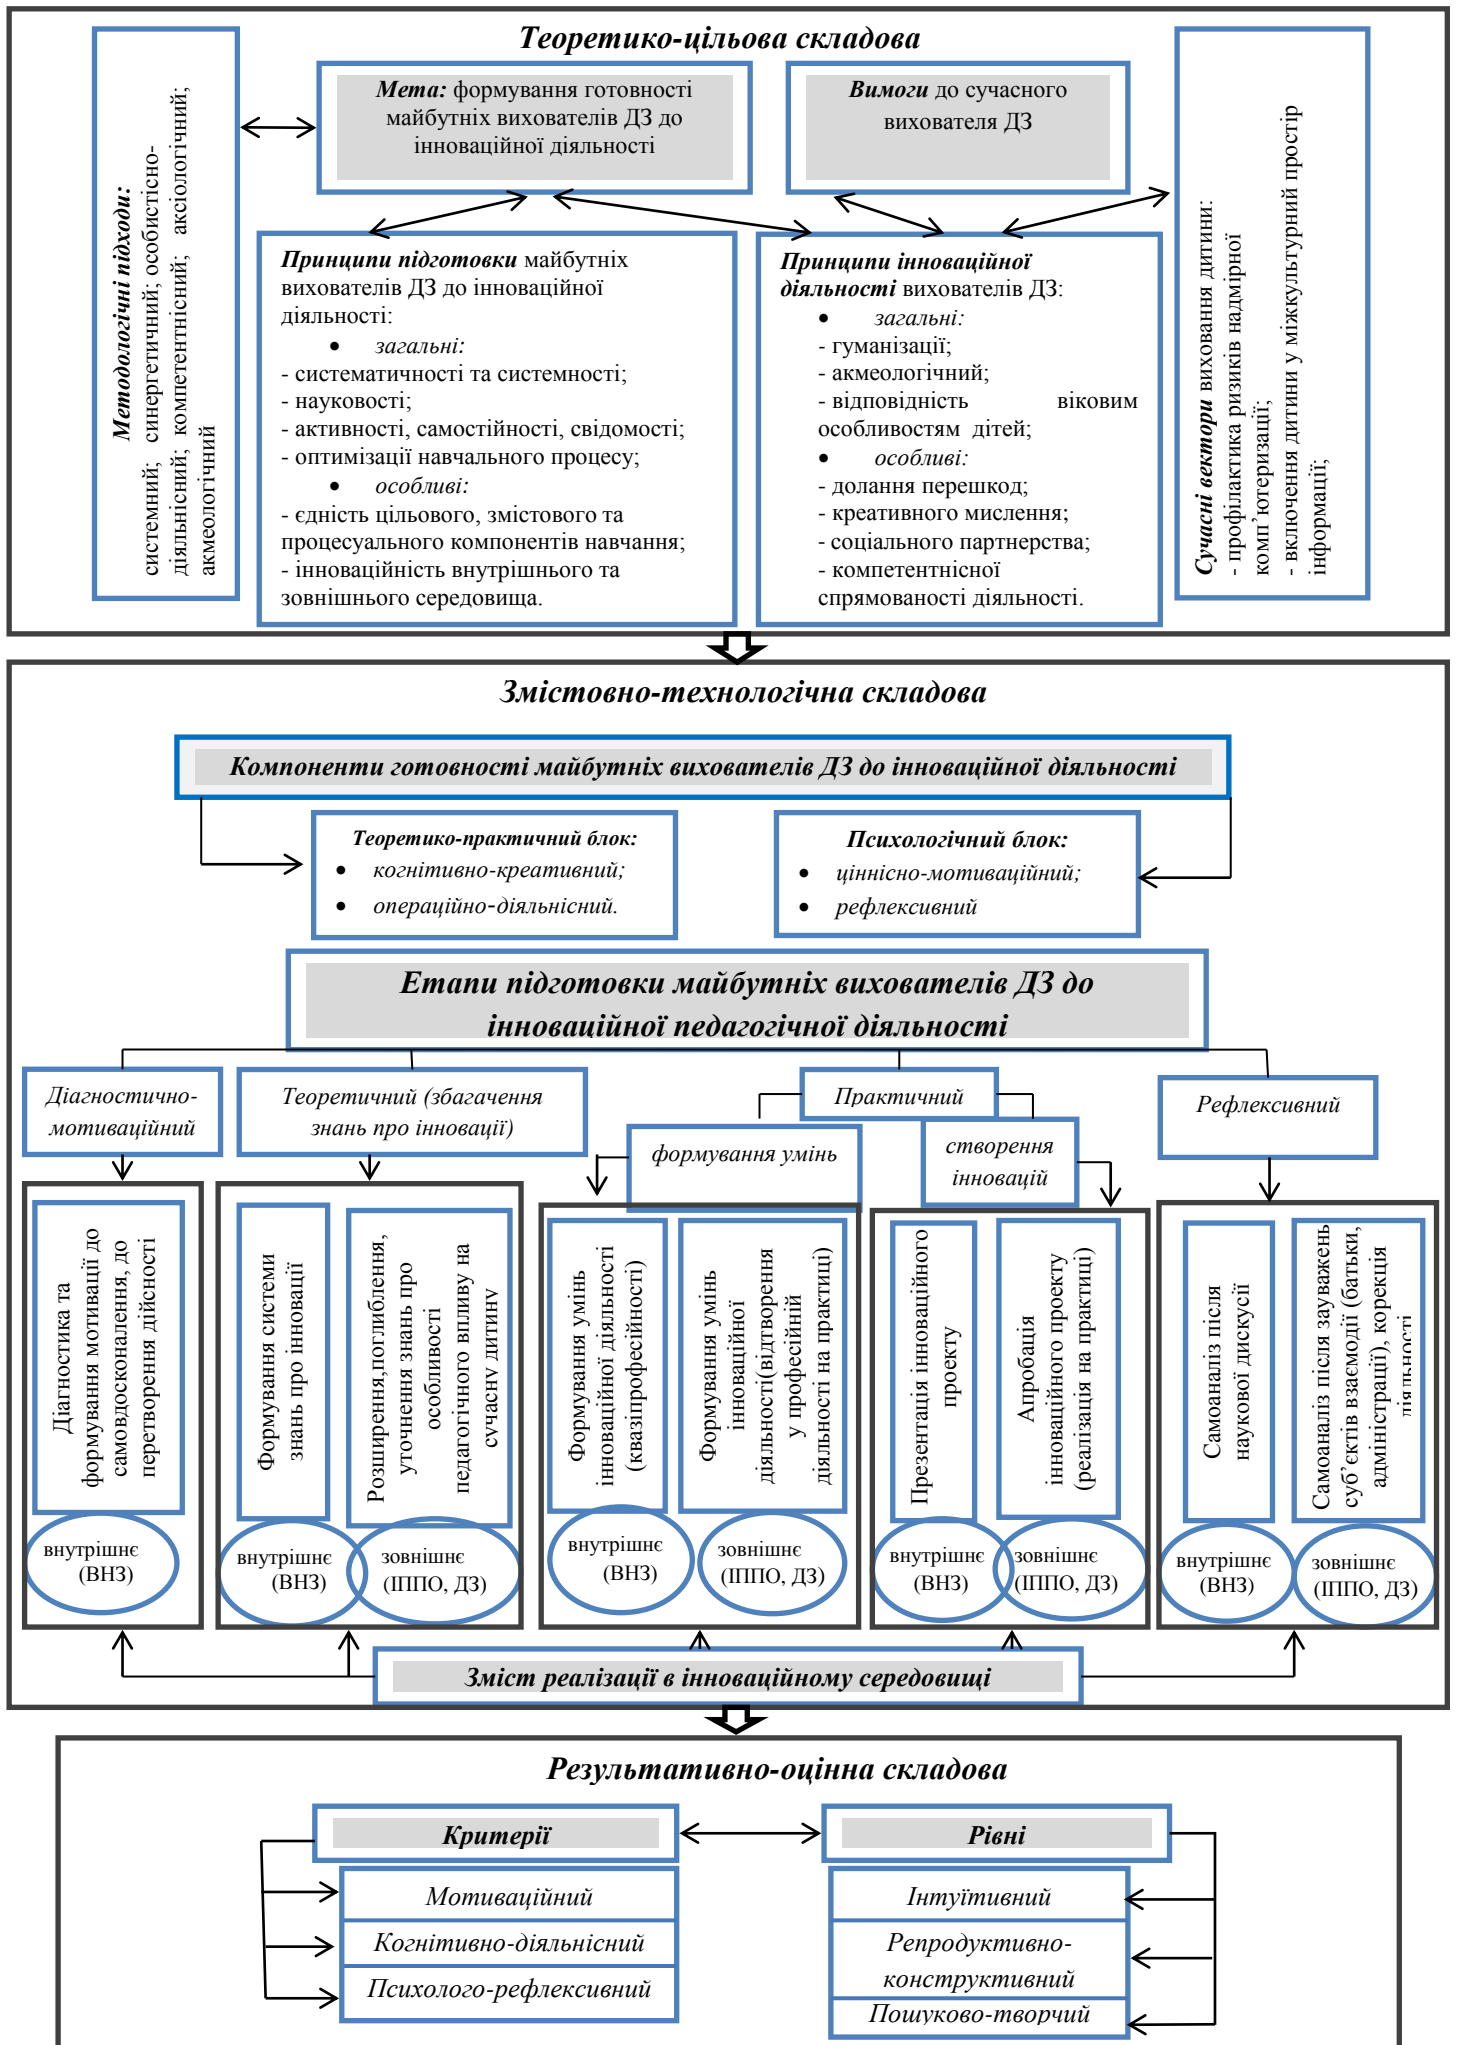 Теоретико-цільова складова
Методологічні підходи:
системний; синергетичний; особистісно-
діяльнісний; компетентнісний; аксіологічний;
акмеологічний
Мета: формування готовності
майбутніх вихователів ДЗ до
інноваційної діяльності
Вимоги до сучасного
вихователя ДЗ
Принципи підготовки майбутніх
вихователів ДЗ до інноваційної
діяльності:
• загальні:
- систематичності та системності;
- науковості;
- активності, самостійності, свідомості;
- оптимізації навчального процесу;
• особливі:
- єдність цільового, змістового та
процесуального компонентів навчання;
- інноваційність внутрішнього та
зовнішнього середовища.
Принципи інноваційної
діяльності вихователів ДЗ:
• загальні:
- гуманізації;
- акмеологічний;
- відповідність віковим
особливостям дітей;
• особливі:
- долання перешкод;
- креативного мислення;
- соціального партнерства;
- компетентнісної
спрямованості діяльності.
Сучасні вектори виховання дитини:
- профілактика ризиків надмірної
комп’ютеризації;
- включення дитини у міжкультурний простір
інформації;
Змістовно-технологічна складова
Компоненти готовності майбутніх вихователів ДЗ до інноваційної діяльності
Теоретико-практичний блок:
• когнітивно-креативний;
• операційно-діяльнісний.
Психологічний блок:
• ціннісно-мотиваційний;
• рефлексивний
Етапи підготовки майбутніх вихователів ДЗ до
інноваційної педагогічної діяльності
Діагностично-
мотиваційний
Теоретичний (збагачення
знань про інновації)
Практичний
формування умінь
створення
інновацій
Рефлексивний
Діагностика та
формування мотивації до
самовдосконалення, до
перетворення дійсності
Формування системи
знань про інновації
Розширення,поглиблення,
уточнення знань про
особливості
педагогічного впливу на
сучасну дитину
Формування умінь
інноваційної діяльності
(квазіпрофесійності)
Формування умінь
інноваційної
діяльності(відтворення
у професійній
діяльності на практиці)
Презентація інноваційного
проекту
Апробація
інноваційного проекту
(реалізація на практиці)
Самоаналіз після
наукової дискусії
Самоаналіз після зауважень
суб’єктів взаємодії (батьки,
адміністрації), корекція
діяльності
внутрішнє
(ВНЗ)
внутрішнє
(ВНЗ)
зовнішнє
(ІППО, ДЗ)
внутрішнє
(ВНЗ)
зовнішнє
(ІППО, ДЗ)
внутрішнє
(ВНЗ)
зовнішнє
(ІППО, ДЗ)
внутрішнє
(ВНЗ)
зовнішнє
(ІППО, ДЗ)
Зміст реалізації в інноваційному середовищі
Результативно-оцінна складова
Критерії
Мотиваційний
Когнітивно-діяльнісний
Психолого-рефлексивний
Рівні
Інтуїтивний
Репродуктивно-
конструктивний
Пошуково-творчий